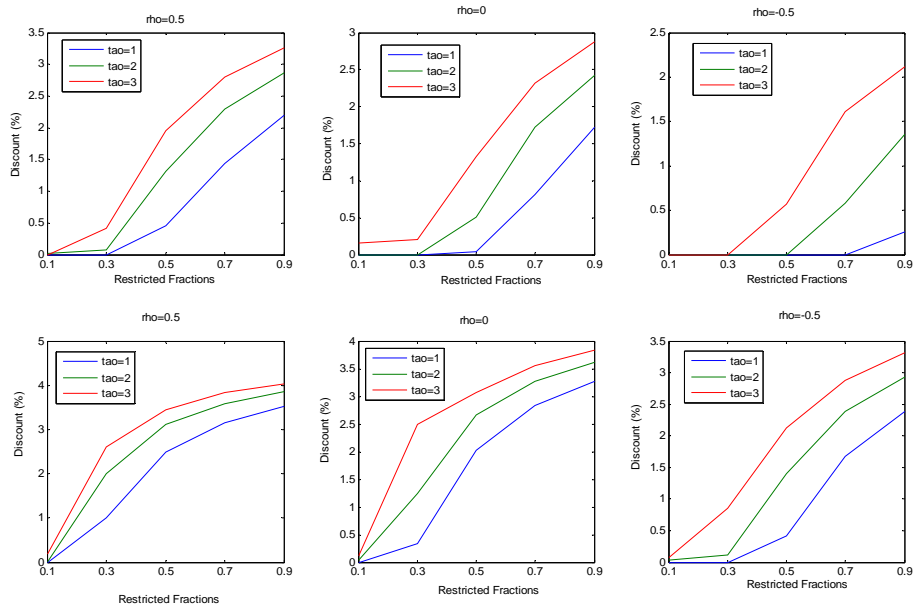 rho=0.5
3.5
3
2.5
2
1.5
1
0.5
0
Discount (%)
tao=1
tao=2
tao=3
0.1 0.3 0.5 0.7 0.9
Restricted Fractions
rho=0
3
2.5
2
1.5
1
0.5
0
Discount (%)
tao=1
tao=2
tao=3
0.1 0.3 0.5 0.7 0.9
Restricted Fractions
rho=-0.5
2.5
2
1.5
1
0.5
0
Discount (%)
tao=1
tao=2
tao=3
0.1 0.3 0.5 0.7 0.9
Restricted Fractions
rho=0.5
5
4
3
2
1
0
Discount (%)
tao=1
tao=2
tao=3
0.1 0.3 0.5 0.7 0.9
Restricted Fractions
rho=0
4
3.5
3
2.5
2
1.5
1
0.5
0
Discount (%)
tao=1
tao=2
tao=3
0.1 0.3 0.5 0.7 0.9
Restricted Fractions
rho=-0.5
3.5
3
2.5
2
1.5
1
0.5
0
Discount (%)
tao=1
tao=2
tao=3
0.1 0.3 0.5 0.7 0.9
Restricted Fractions